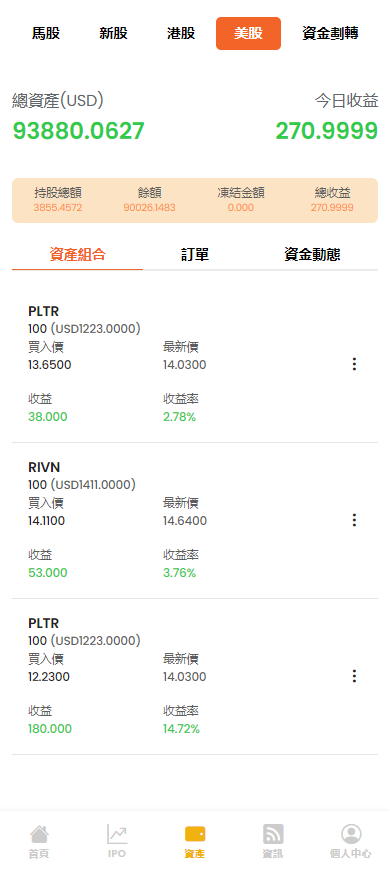 馬股 新股 港股 美股 資金劃轉
總資產(USD) 今日收益
93880.0627 270.9999
持股總額 餘額 凍結金額 總收益
3855.4572 90026.1483 0.000 270.9999
資產組合 訂單 資金動態
PLTR
100 (USD1223.0000)
買入價 最新價
13.6500 14.0300
收益 收益率
38.000 2.78%
RIVN
100 (USD1411.0000)
買入價 最新價
14.1100 14.6400
收益 收益率
53.000 3.76%
PLTR
100 (USD1223.0000)
買入價 最新價
12.2300 14.0300
收益 收益率
180.000 14.72%
首頁 IPO 資產 資訊 個人中心